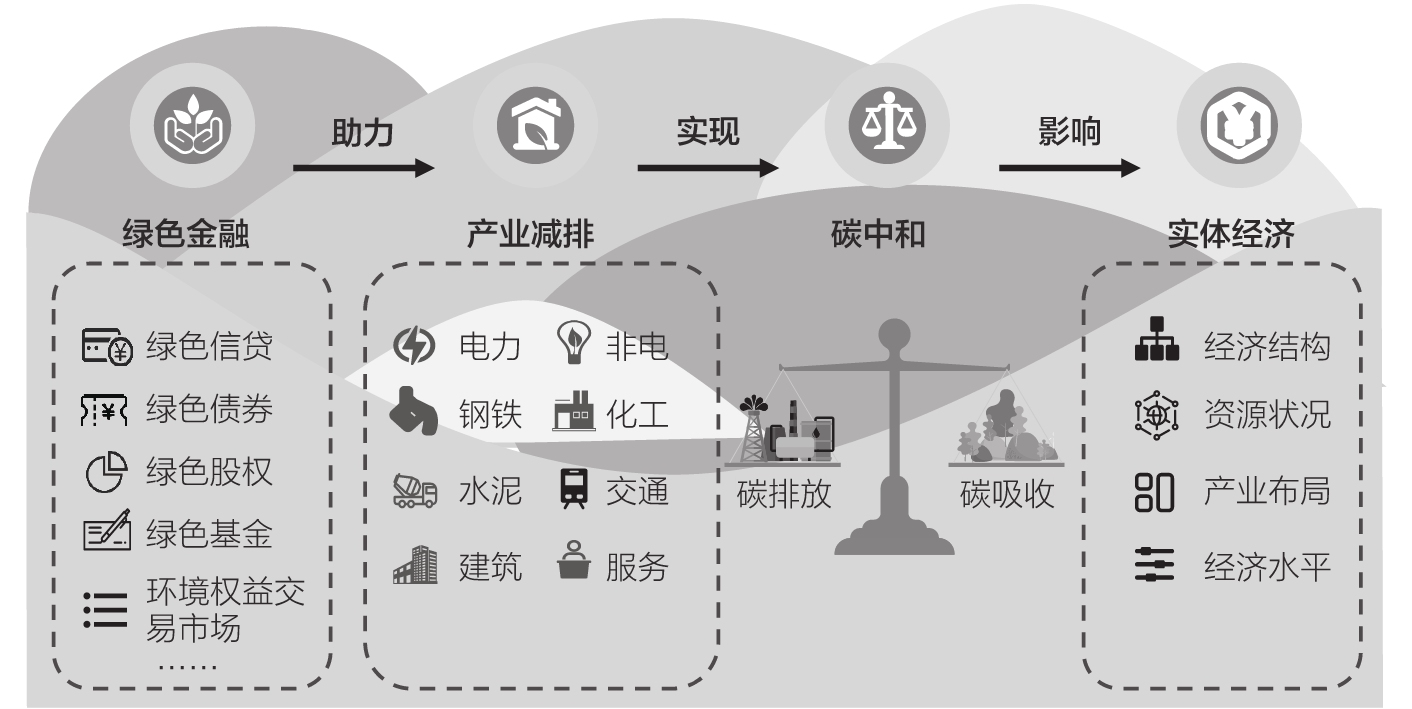 助力
实现
影响
绿色金融
产业减排
碳中和
实体经济
绿色信贷
绿色债券
绿色股权
绿色基金
环境权益交
易市场
……
电力
非电
钢铁
化工
水泥
交通
建筑
服务
碳排放
碳吸收
经济结构
资源状况
产业布局
经济水平